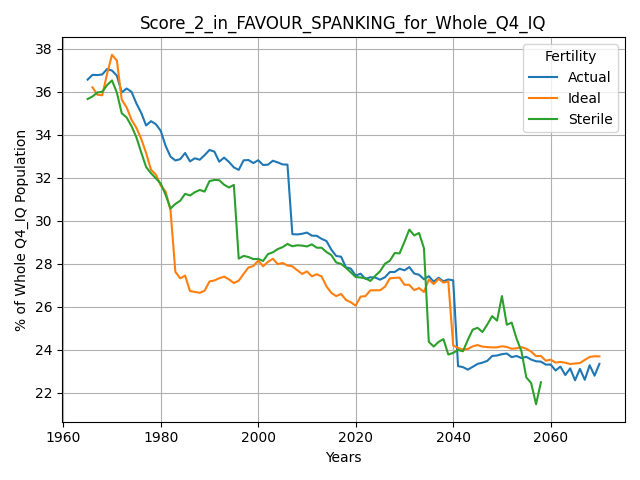 Score_2_in_FAVOUR_SPANKING_for_Whole_Q4_IQ
% of Whole Q4_IQ Population
38
36
34
32
30
28
26
24
22
Fertility
Actual
Ideal
Sterile
1960
1980
2000
2020
2040
2060
Years